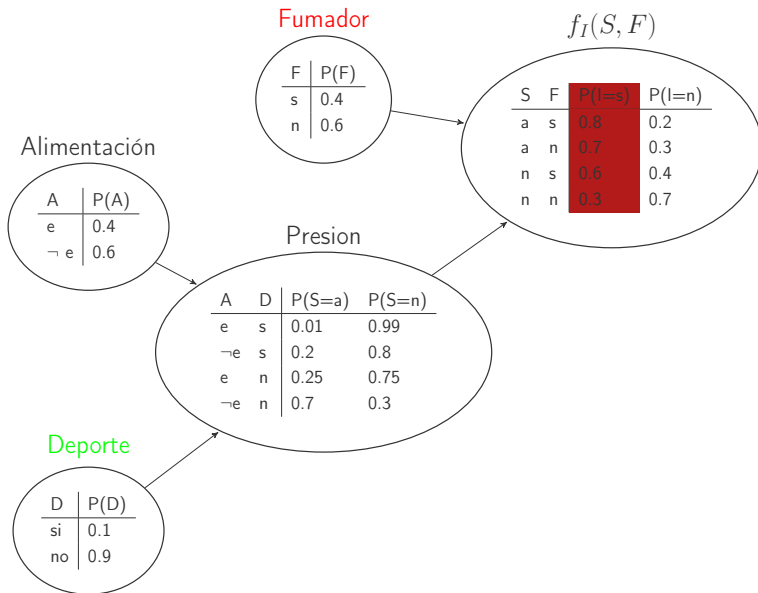 Fumador
F P(F)
s 0.4
n 0.6
f_I(S, F)
S F P(I=s) P(I=n)
a s 0.8 0.2
a n 0.7 0.3
n s 0.6 0.4
n n 0.3 0.7
Alimentación
A P(A)
e 0.4
¬ e 0.6
Presion
A D P(S=a) P(S=n)
e s 0.01 0.99
¬e s 0.2 0.8
e n 0.25 0.75
¬e n 0.7 0.3
Deporte
D P(D)
si 0.1
no 0.9